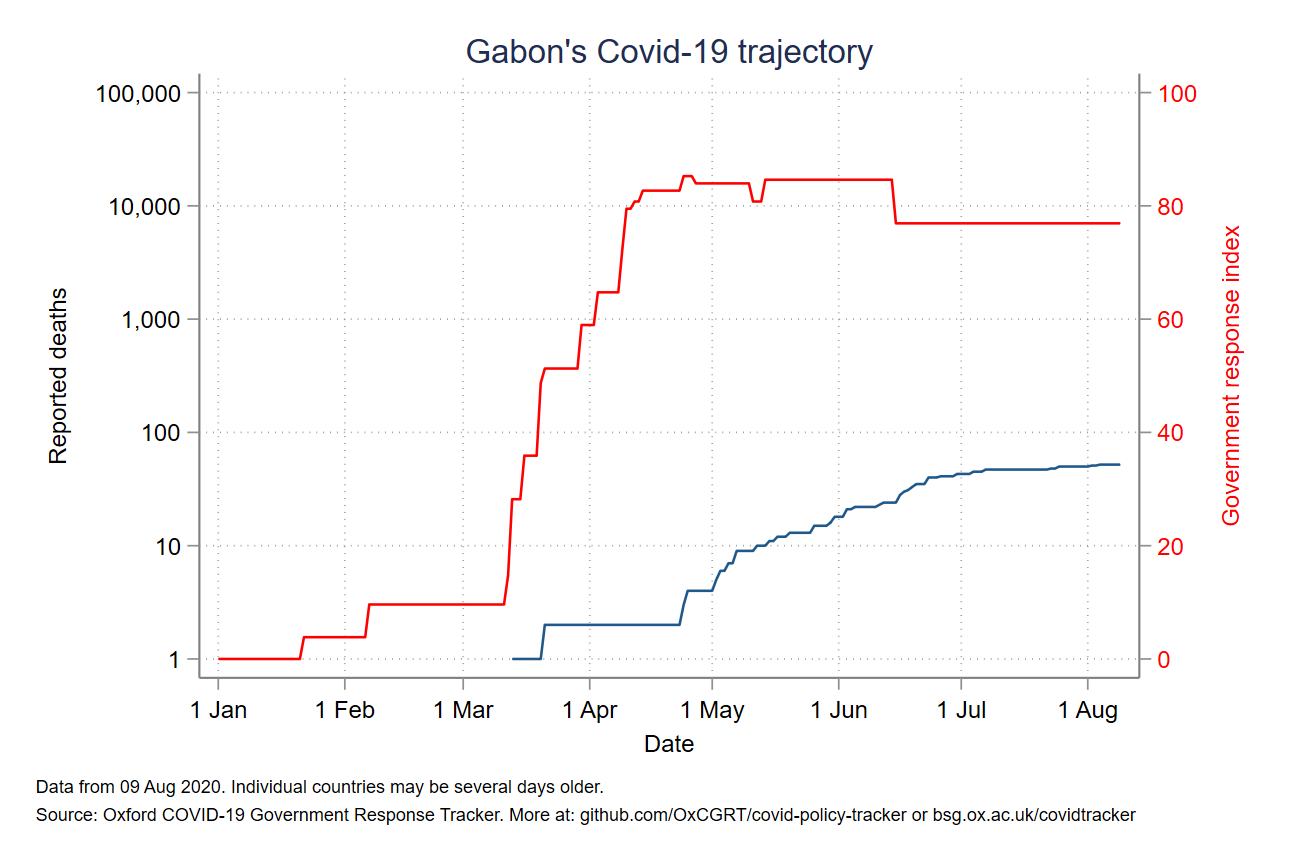 Gabon's Covid-19 trajectory
100,000
10,000
1,000
100
10
1
Reported deaths
100
80
60
40
20
0
Government response index
1 Jan 1 Feb 1 Mar 1 Apr 1 May 1 Jun 1 Jul 1 Aug
Date
Data from 09 Aug 2020. Individual countries may be several days older.
Source: Oxford COVID-19 Government Response Tracker. More at: github.com/OxCGRT/covid-policy-tracker or bsg.ox.ac.uk/covidtracker